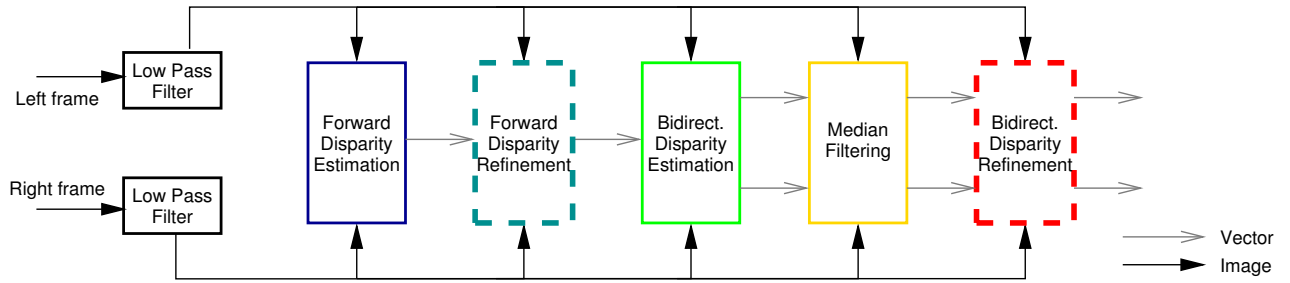 Left frame
Low Pass
Filter
Right frame
Low Pass
Filter
Forward
Disparity
Estimation
Forward
Disparity
Refinement
Bidirect.
Disparity
Estimation
Median
Filtering
Bidirect.
Disparity
Refinement
Vector
Image